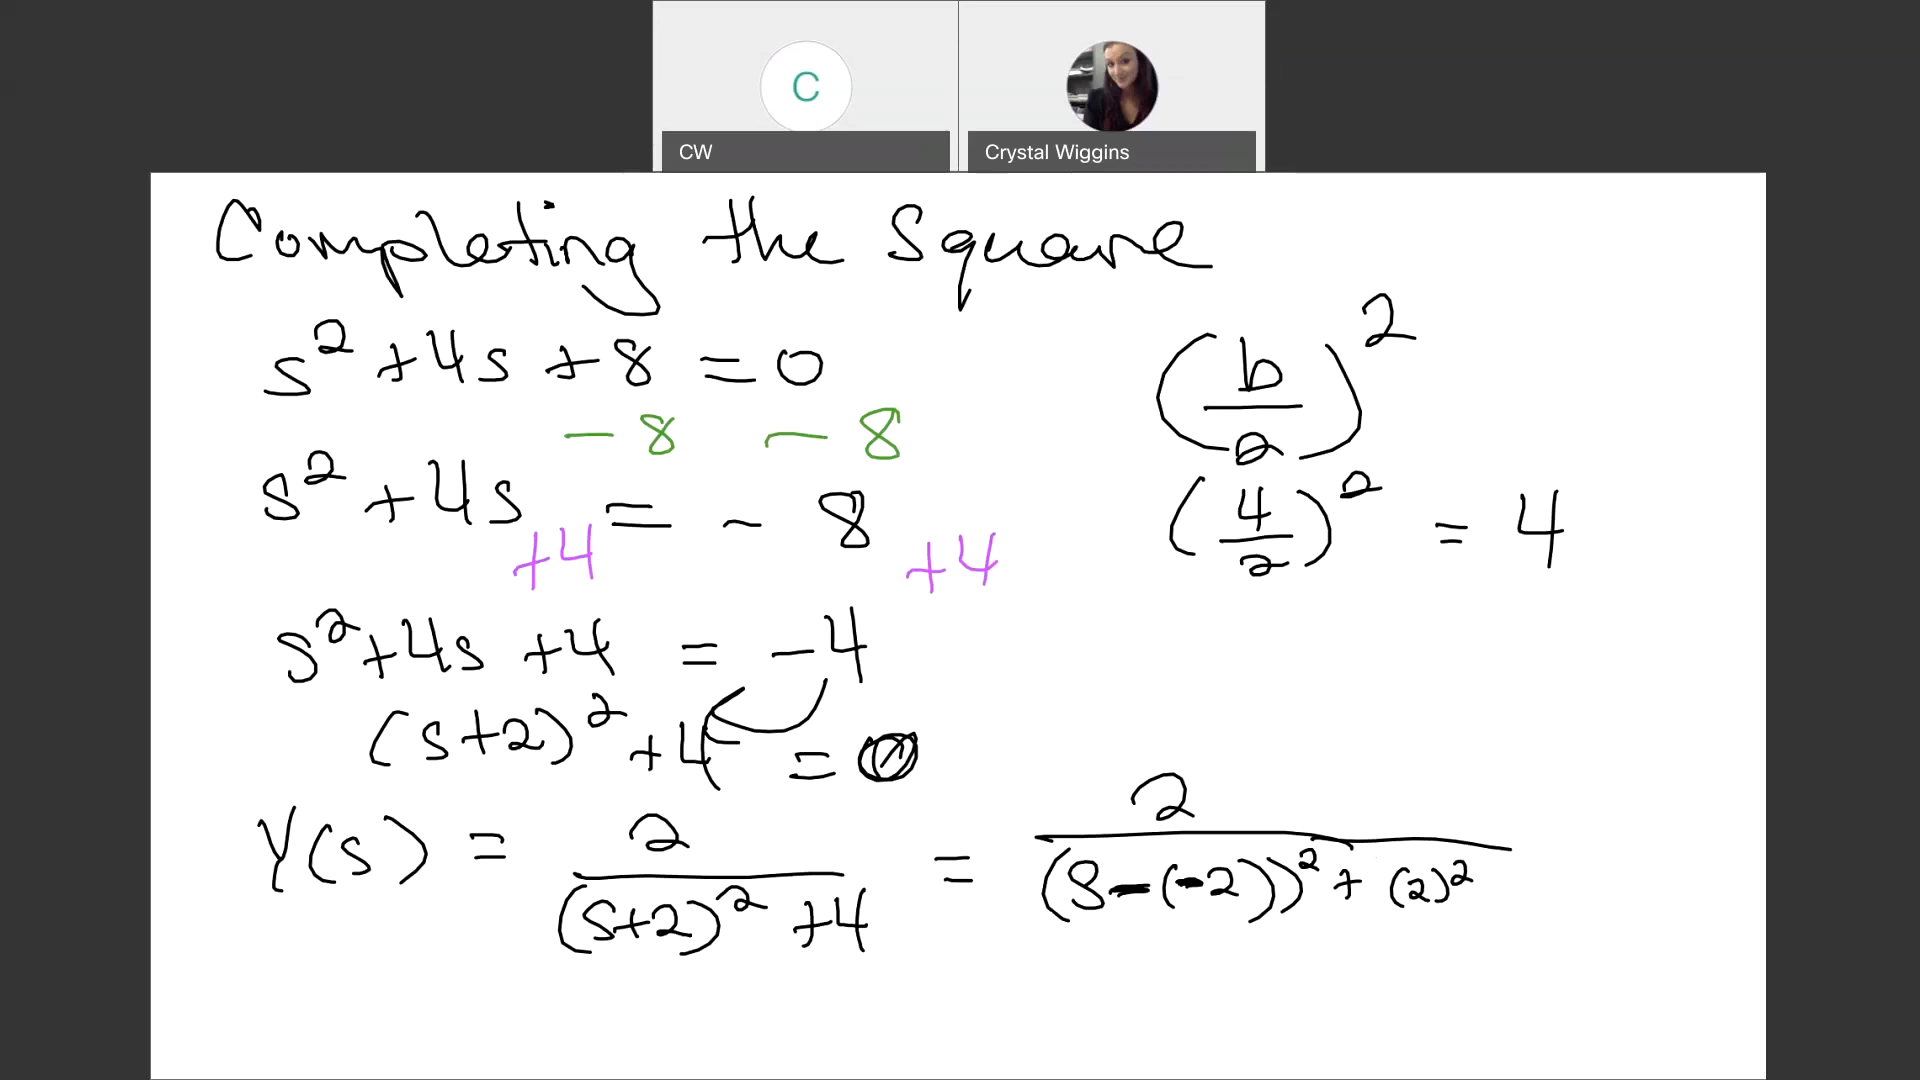 C
CW
Crystal Wiggins
Completing the Square
s² + 4s + 8 = 0
- 8 - 8
s² + 4s = - 8
+4 +4
s² + 4s + 4 = - 4
(s+2)² + 4 = 0
(b/2)²
(4/2)² = 4
Y(s) = 2/((s+2)² + 4) = 2/((s-(-2))² + (2)²